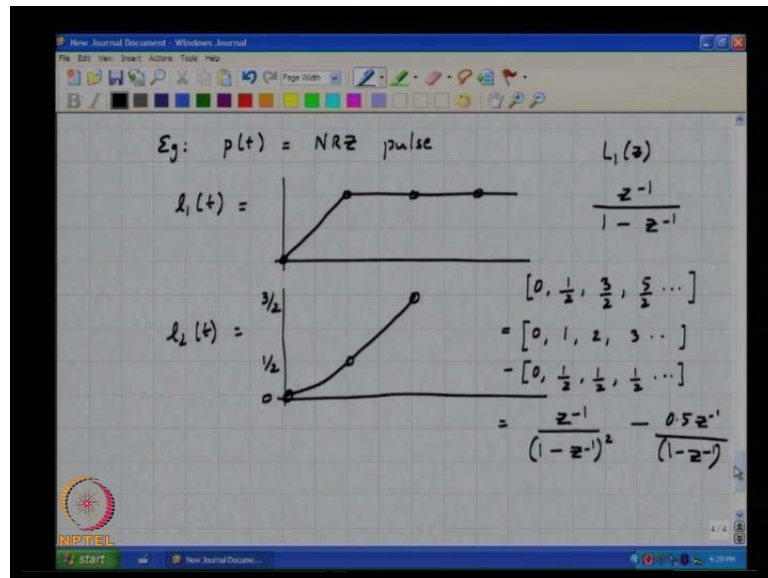 New Journal Document - Windows Journal
File Edit View Insert Actions Tools Help
Page Width
B I
Eg: p(t) = NRZ pulse
L₁(z)
l₁(t) =
z⁻¹ / (1 - z⁻¹)
l₂(t) =
3/2
1/2
0
[0, 1/2, 3/2, 5/2 ...]
= [0, 1, 2, 3 ..]
- [0, 1/2, 1/2, 1/2 ...]
= z⁻¹ / (1 - z⁻¹)² - 0.5z⁻¹ / (1 - z⁻¹)
4/4
NPTEL
start
New Journal Docume...
4:29 PM